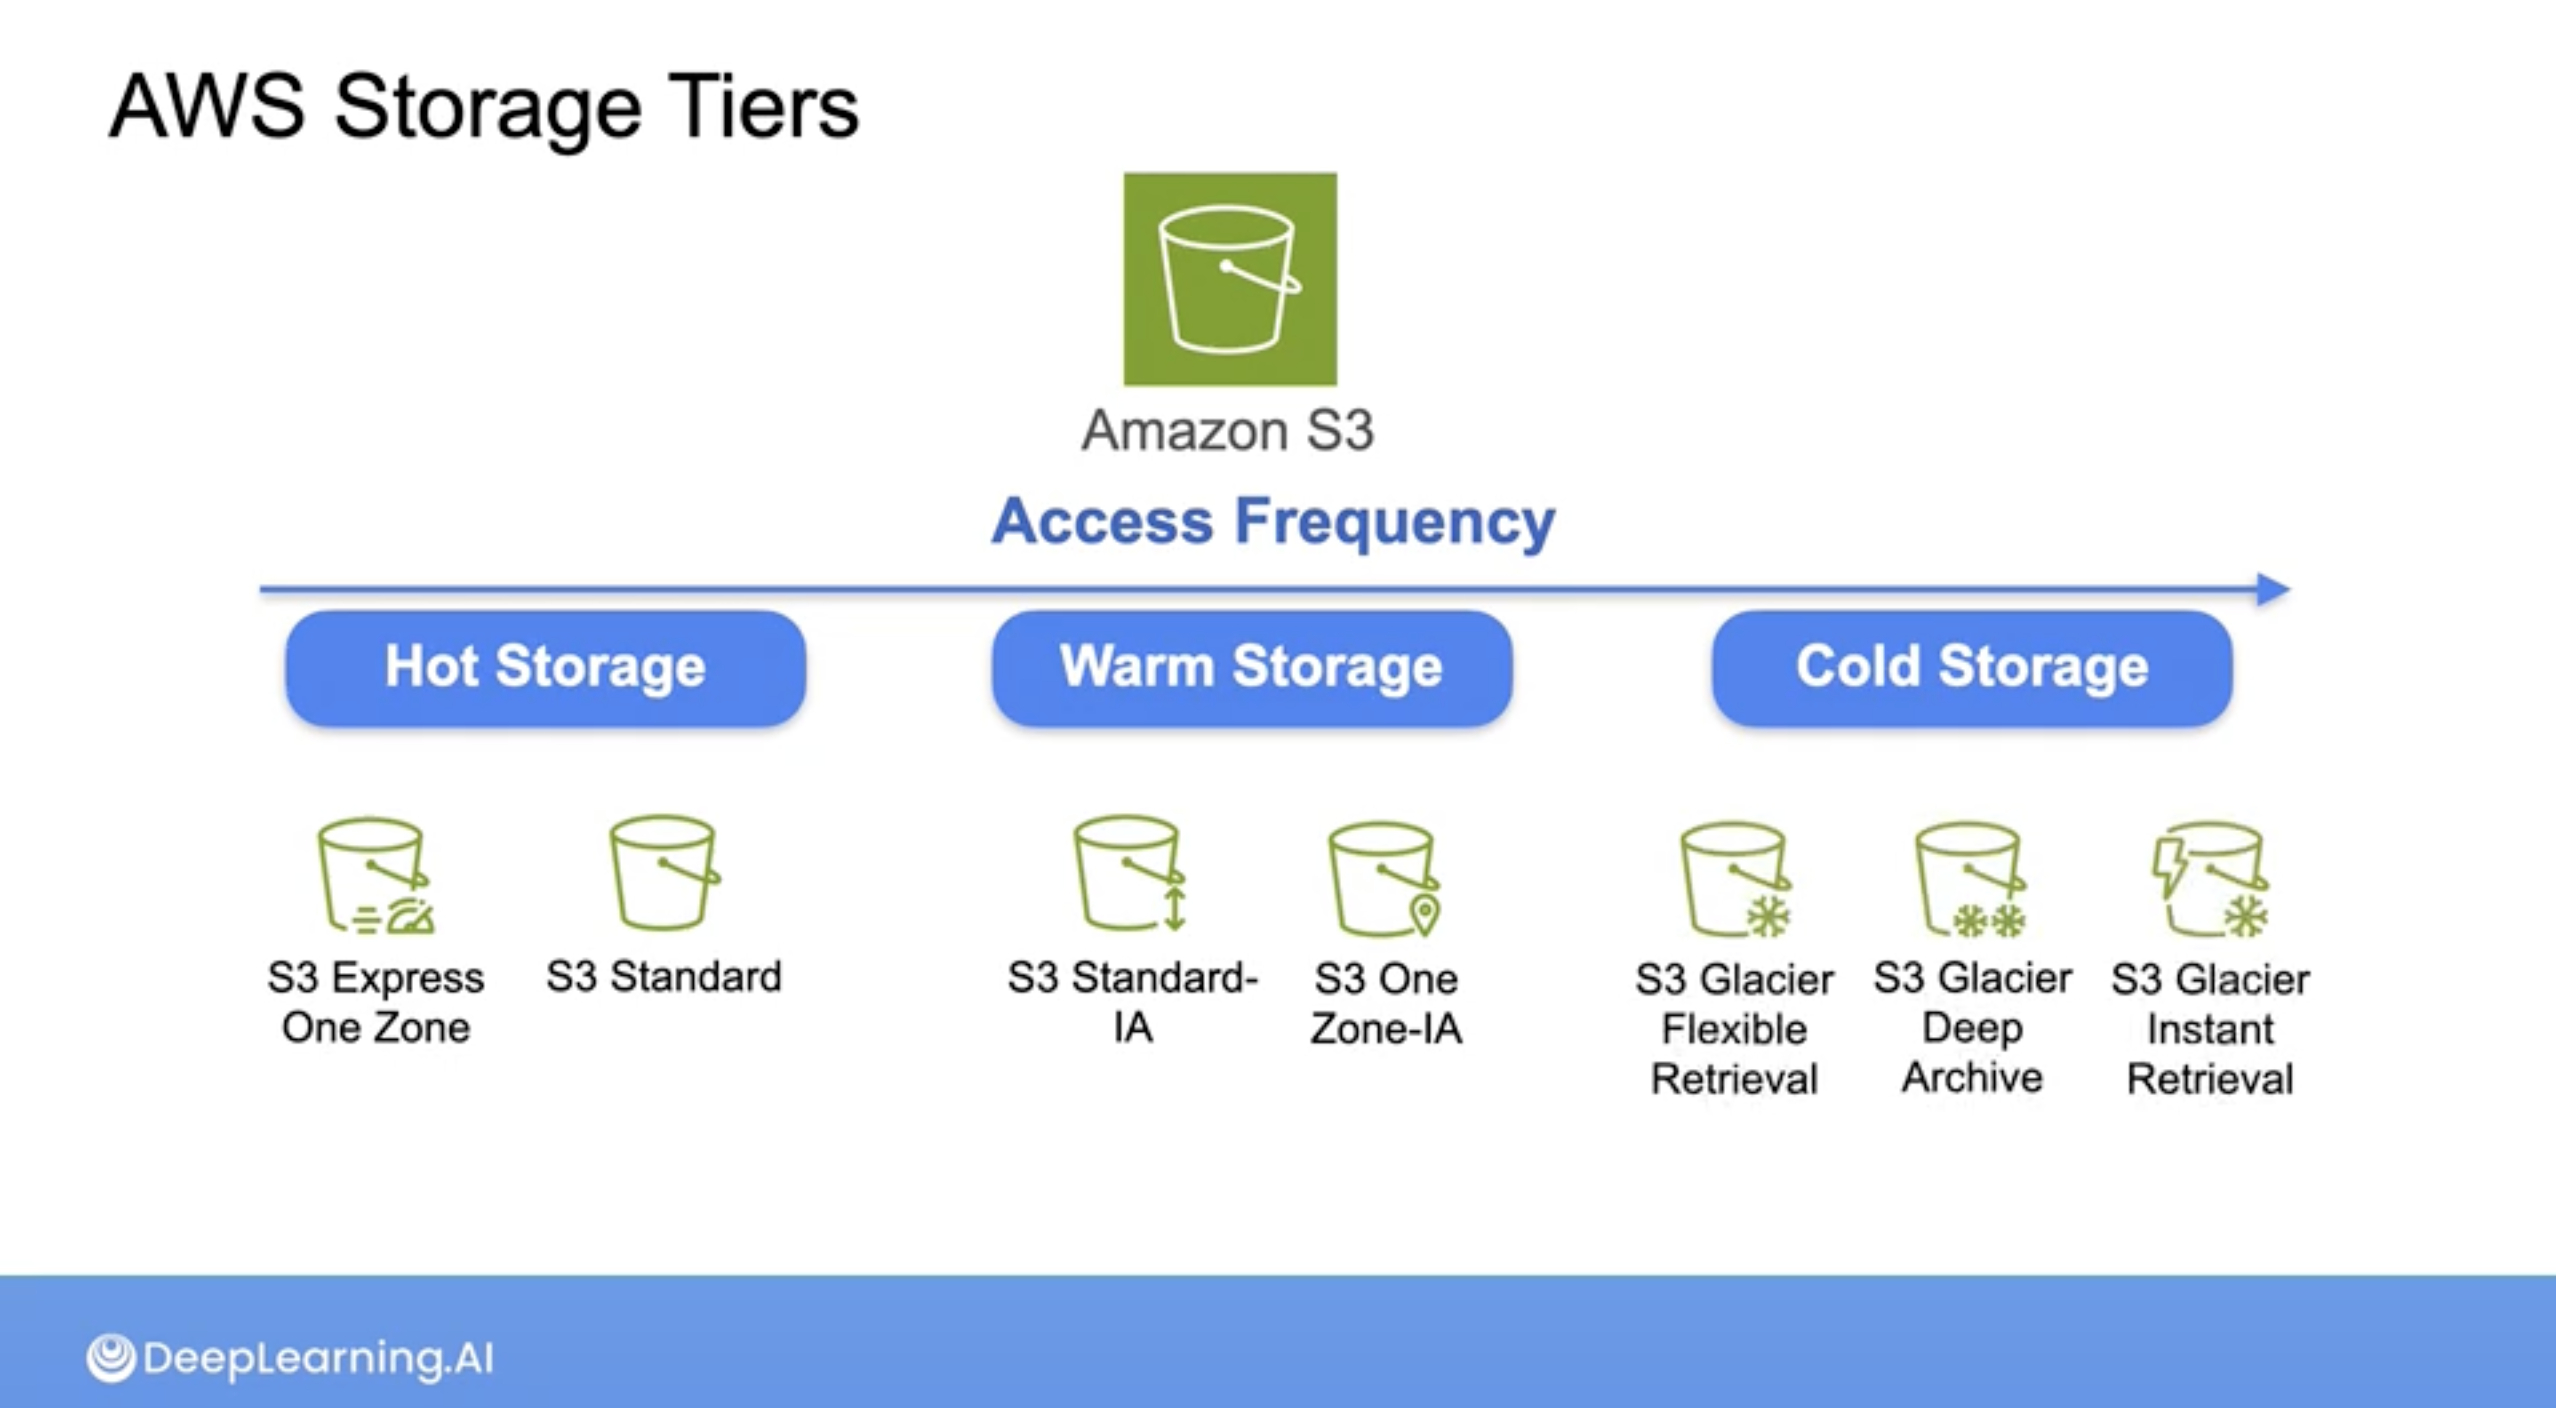 AWS Storage Tiers
Amazon S3
Access Frequency
Hot Storage
Warm Storage
Cold Storage
S3 Express
One Zone
S3 Standard
S3 Standard-
IA
S3 One
Zone-IA
S3 Glacier
Flexible
Retrieval
S3 Glacier
Deep
Archive
S3 Glacier
Instant
Retrieval
DeepLearning.AI